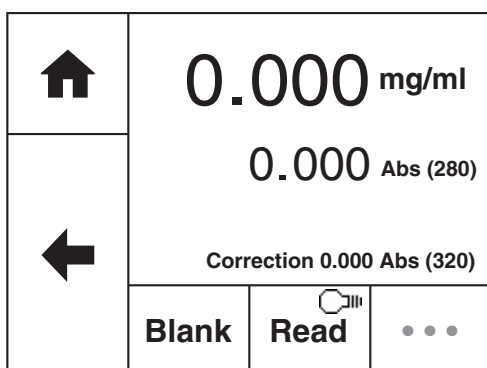 0.000 mg/ml
0.000 Abs (280)
Correction 0.000 Abs (320)
Blank Read